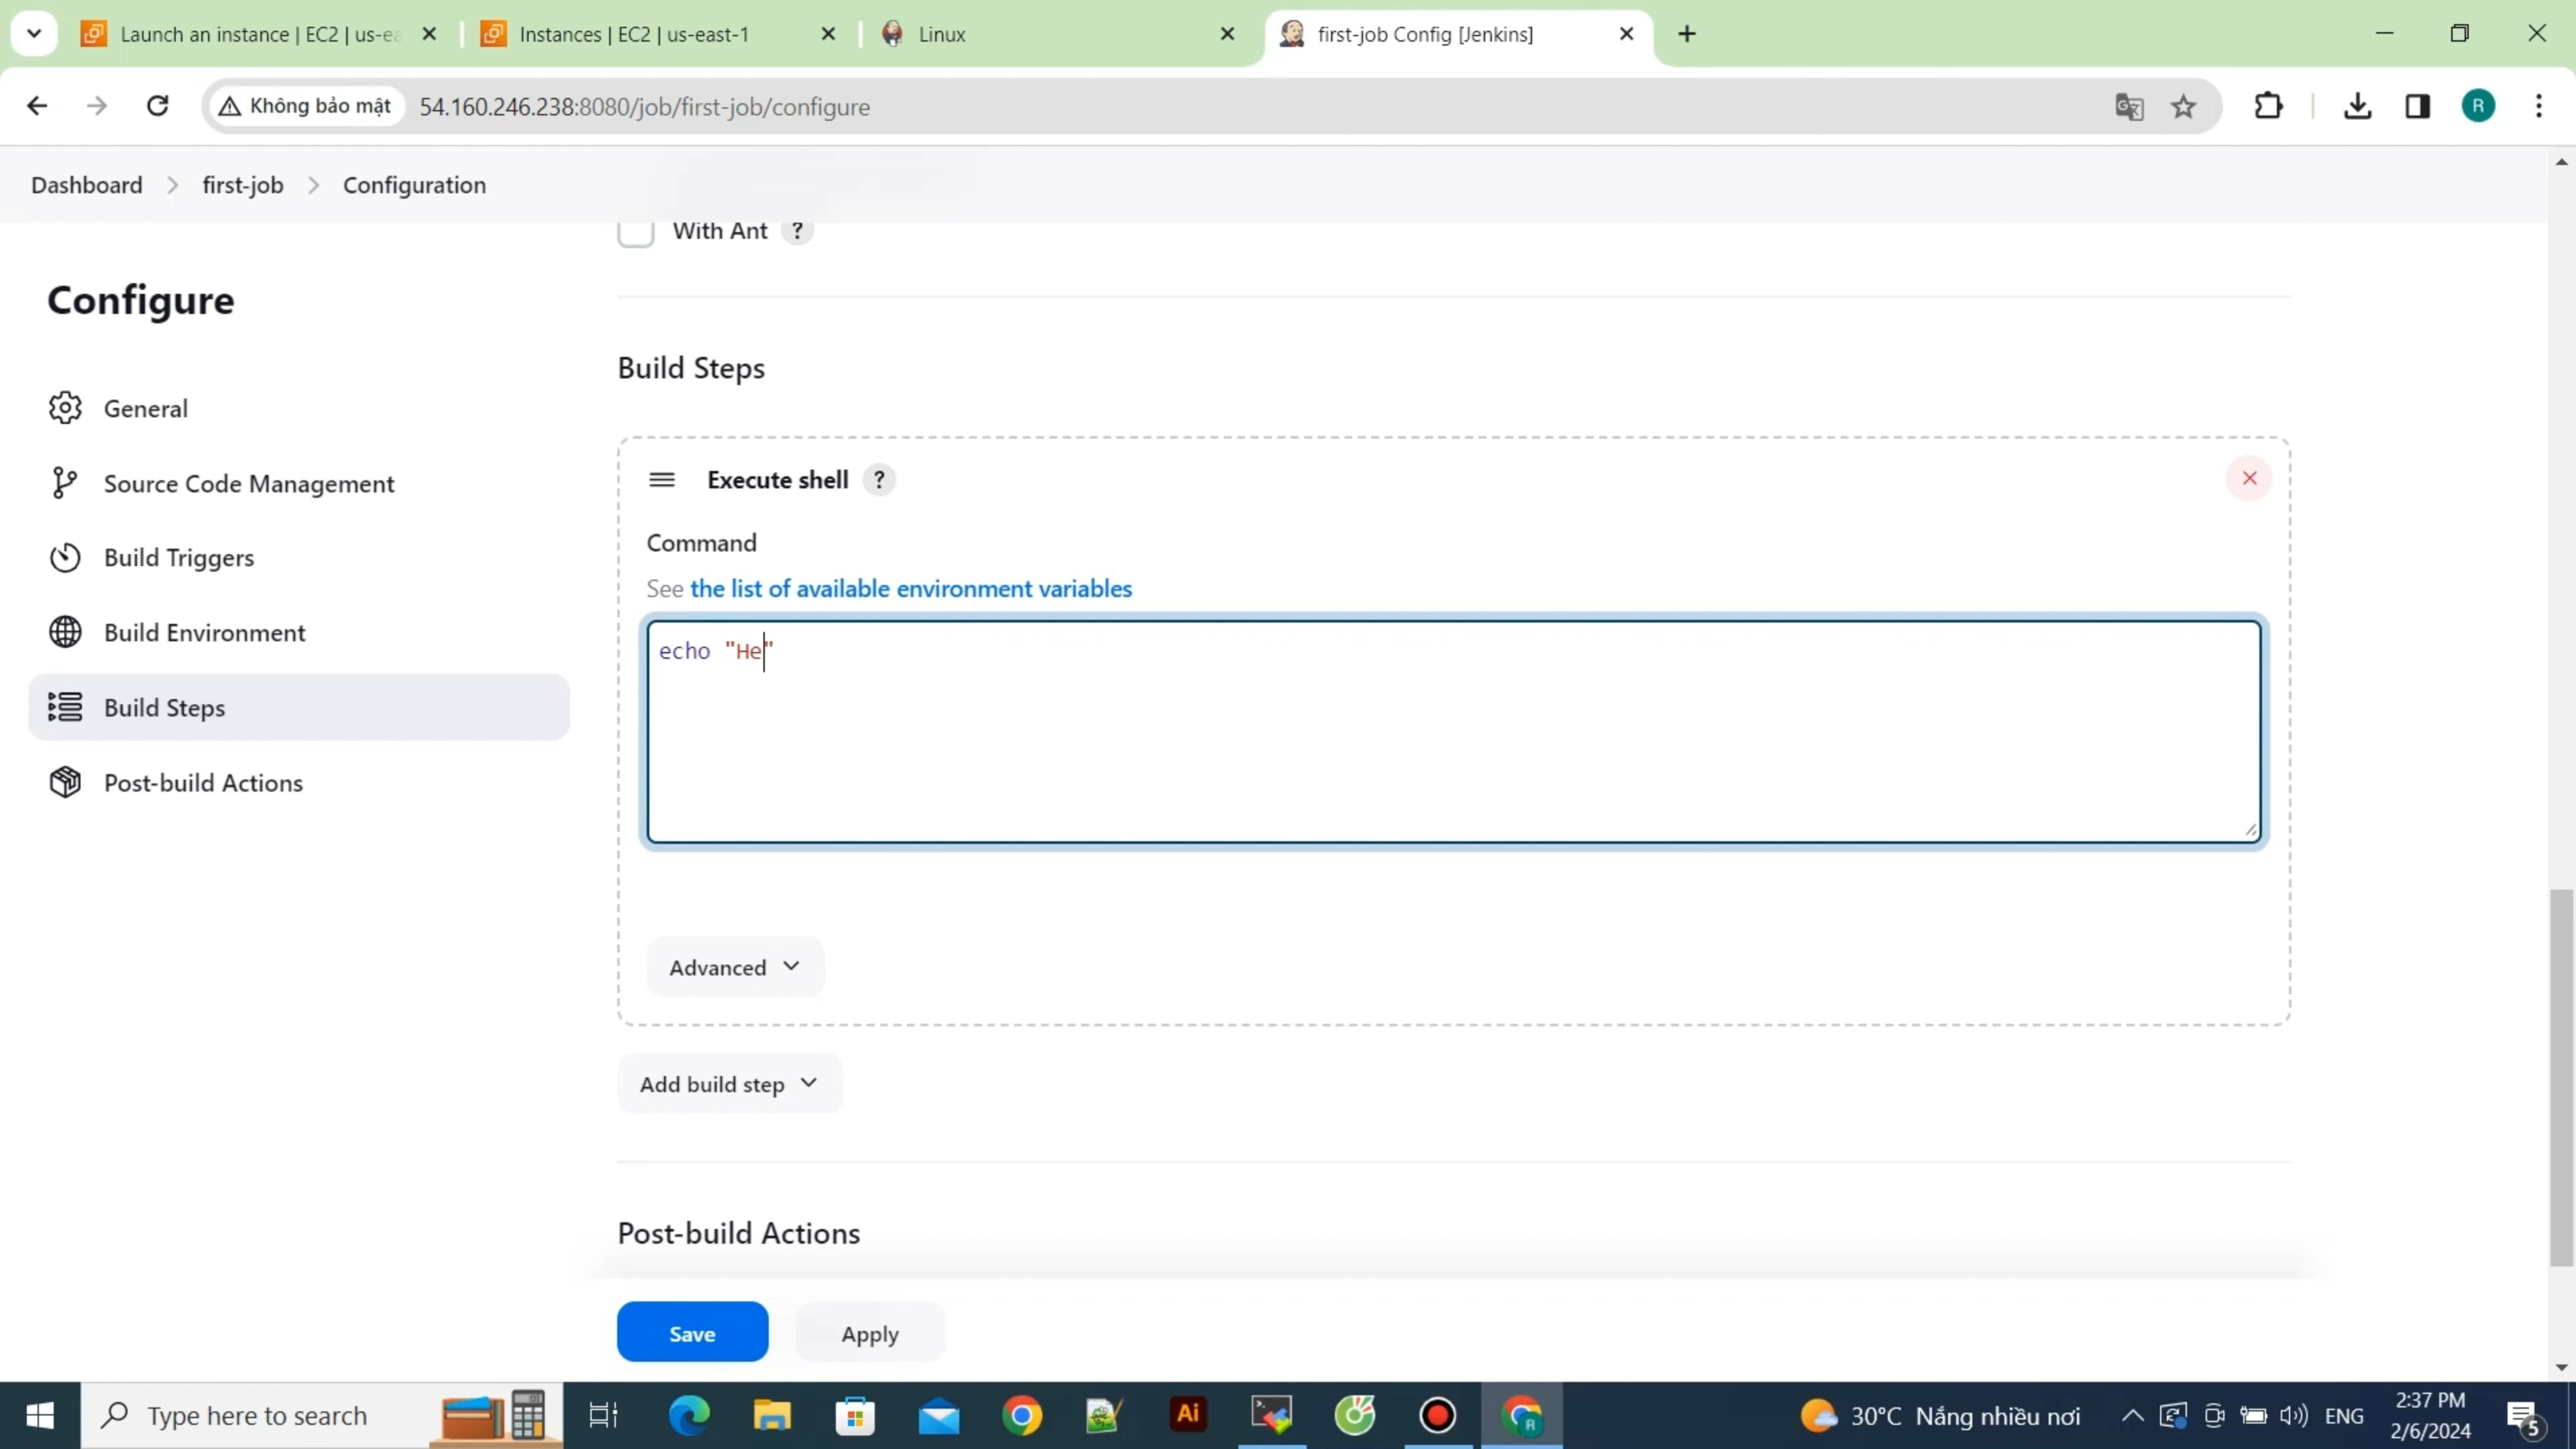 Launch an instance | EC2 | us-ea
Instances | EC2 | us-east-1
Linux
first-job Config [Jenkins]
Không bảo mật
54.160.246.238:8080/job/first-job/configure
R
Dashboard
first-job
Configuration
With Ant ?
Configure
General
Source Code Management
Build Triggers
Build Environment
Build Steps
Post-build Actions
Build Steps
Execute shell ?
Command
See the list of available environment variables
echo "He"
Advanced
Add build step
Post-build Actions
Save
Apply
Type here to search
Ai
R
30°C Nắng nhiều nơi
ENG
2:37 PM
2/6/2024
5